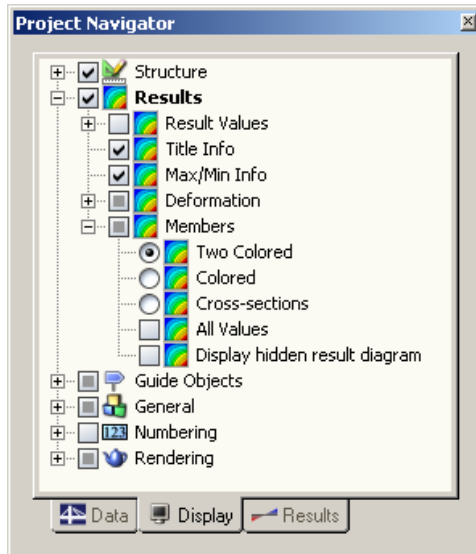 Project Navigator
Structure
Results
Result Values
Title Info
Max/Min Info
Deformation
Members
Two Colored
Colored
Cross-sections
All Values
Display hidden result diagram
Guide Objects
General
123 Numbering
Rendering
Data Display Results